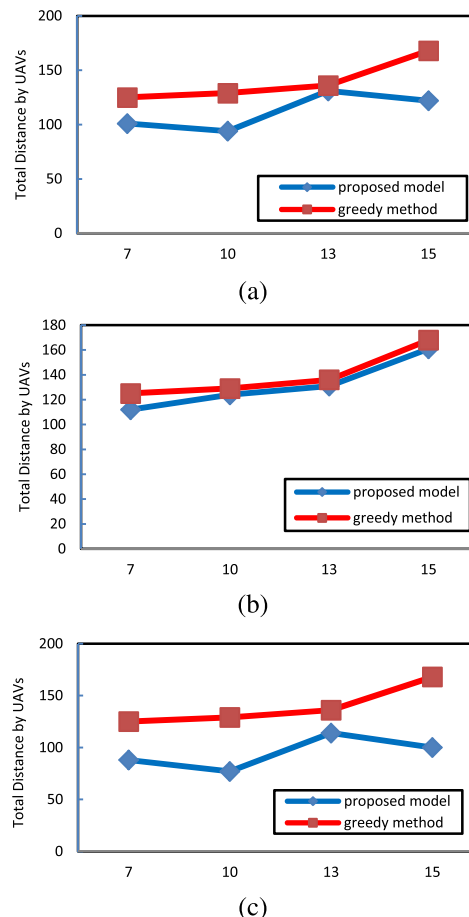 200
150
100
50
0
Total Distance by UAVs
proposed model
greedy method
7 10 13 15
(a)
180
160
140
120
100
80
60
40
20
0
Total Distance by UAVs
proposed model
greedy method
7 10 13 15
(b)
200
150
100
50
0
Total Distance by UAVs
proposed model
greedy method
7 10 13 15
(c)